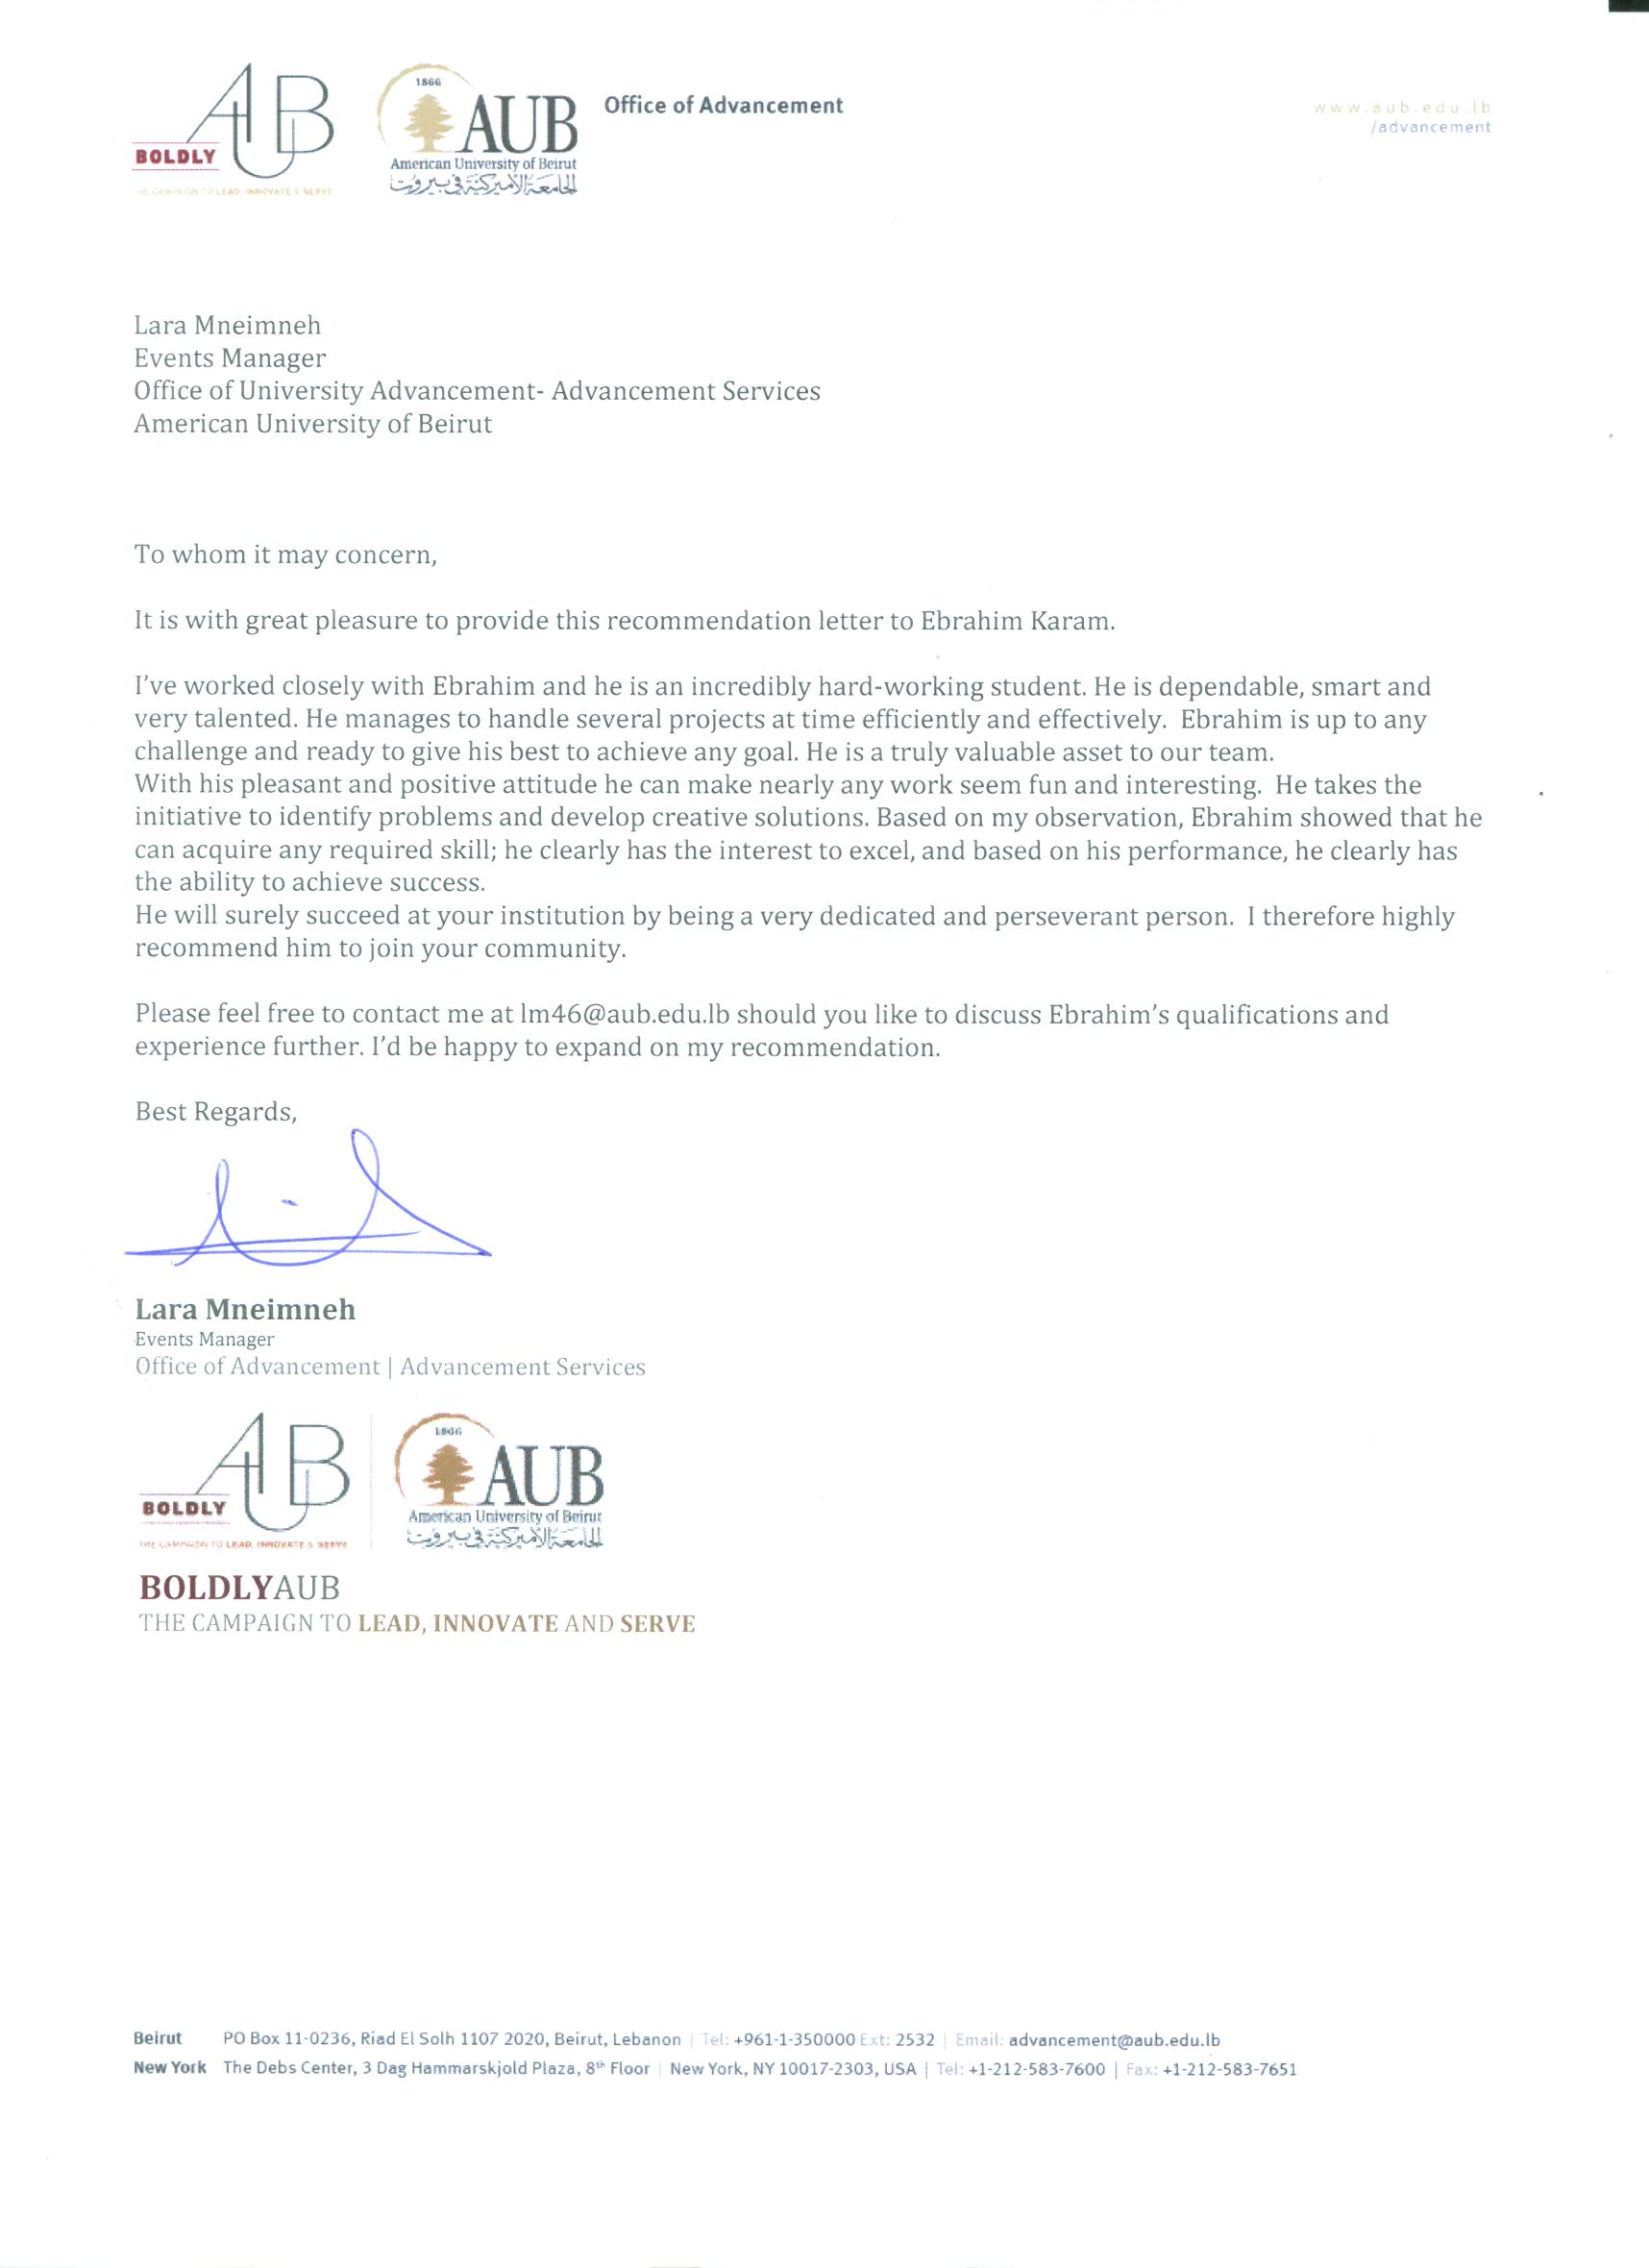 AUB
BOLDLY
THE CAMPAIGN TO LEAD, INNOVATE & SERVE
1866
AUB
American University of Beirut
الجامعة الأميركية في بيروت
Office of Advancement
www.aub.edu.lb
/advancement
Lara Mneimneh
Events Manager
Office of University Advancement- Advancement Services
American University of Beirut
To whom it may concern,
It is with great pleasure to provide this recommendation letter to Ebrahim Karam.
I've worked closely with Ebrahim and he is an incredibly hard-working student. He is dependable, smart and
very talented. He manages to handle several projects at time efficiently and effectively. Ebrahim is up to any
challenge and ready to give his best to achieve any goal. He is a truly valuable asset to our team.
With his pleasant and positive attitude he can make nearly any work seem fun and interesting. He takes the
initiative to identify problems and develop creative solutions. Based on my observation, Ebrahim showed that he
can acquire any required skill; he clearly has the interest to excel, and based on his performance, he clearly has
the ability to achieve success.
He will surely succeed at your institution by being a very dedicated and perseverant person. I therefore highly
recommend him to join your community.
Please feel free to contact me at lm46@aub.edu.lb should you like to discuss Ebrahim's qualifications and
experience further. I'd be happy to expand on my recommendation.
Best Regards,
Lara Mneimneh
Events Manager
Office of Advancement | Advancement Services
AUB
BOLDLY
THE CAMPAIGN TO LEAD, INNOVATE & SERVE
1866
AUB
American University of Beirut
الجامعة الأميركية في بيروت
BOLDLYAUB
THE CAMPAIGN TO LEAD, INNOVATE AND SERVE
Beirut PO Box 11-0236, Riad El Solh 1107 2020, Beirut, Lebanon | Tel: +961-1-350000 Ext: 2532 | Email: advancement@aub.edu.lb
New York The Debs Center, 3 Dag Hammarskjold Plaza, 8th Floor | New York, NY 10017-2303, USA | Tel: +1-212-583-7600 | Fax: +1-212-583-7651